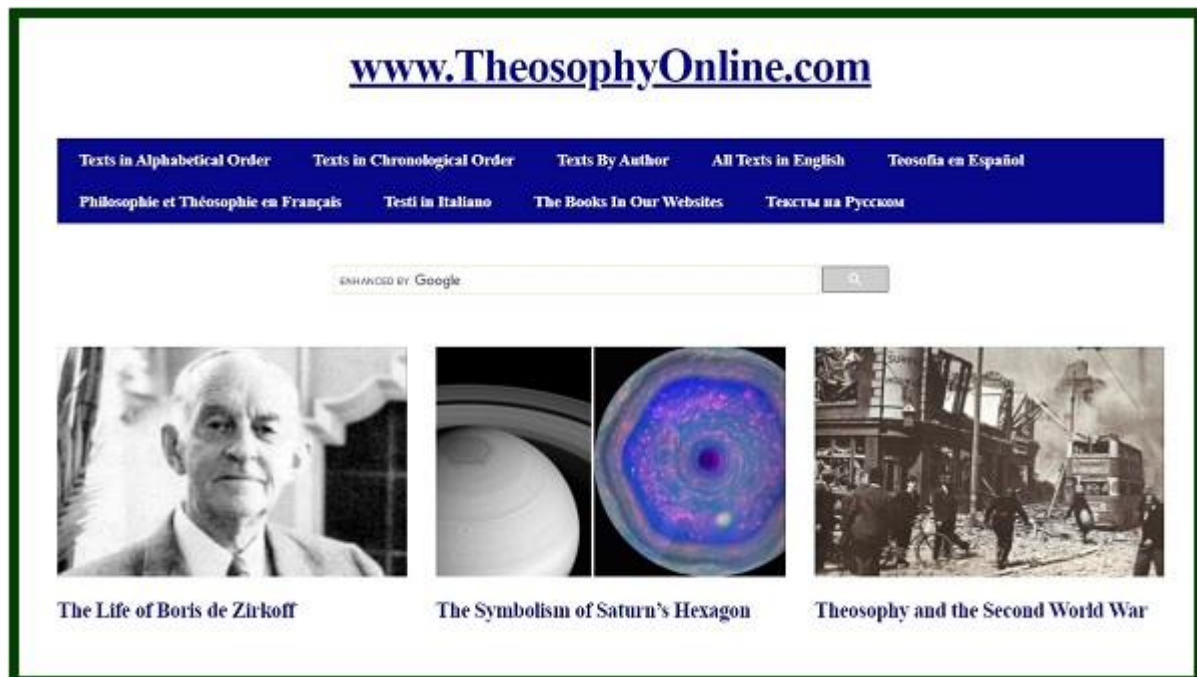 www.TheosophyOnline.com
Texts in Alphabetical Order Texts in Chronological Order Texts By Author All Texts in English Teosofia en Español
Philosophie et Théosophie en Français Testi in Italiano The Books In Our Websites Тексты на Русском
ENHANCED BY Google
The Life of Boris de Zirkoff The Symbolism of Saturn's Hexagon Theosophy and the Second World War